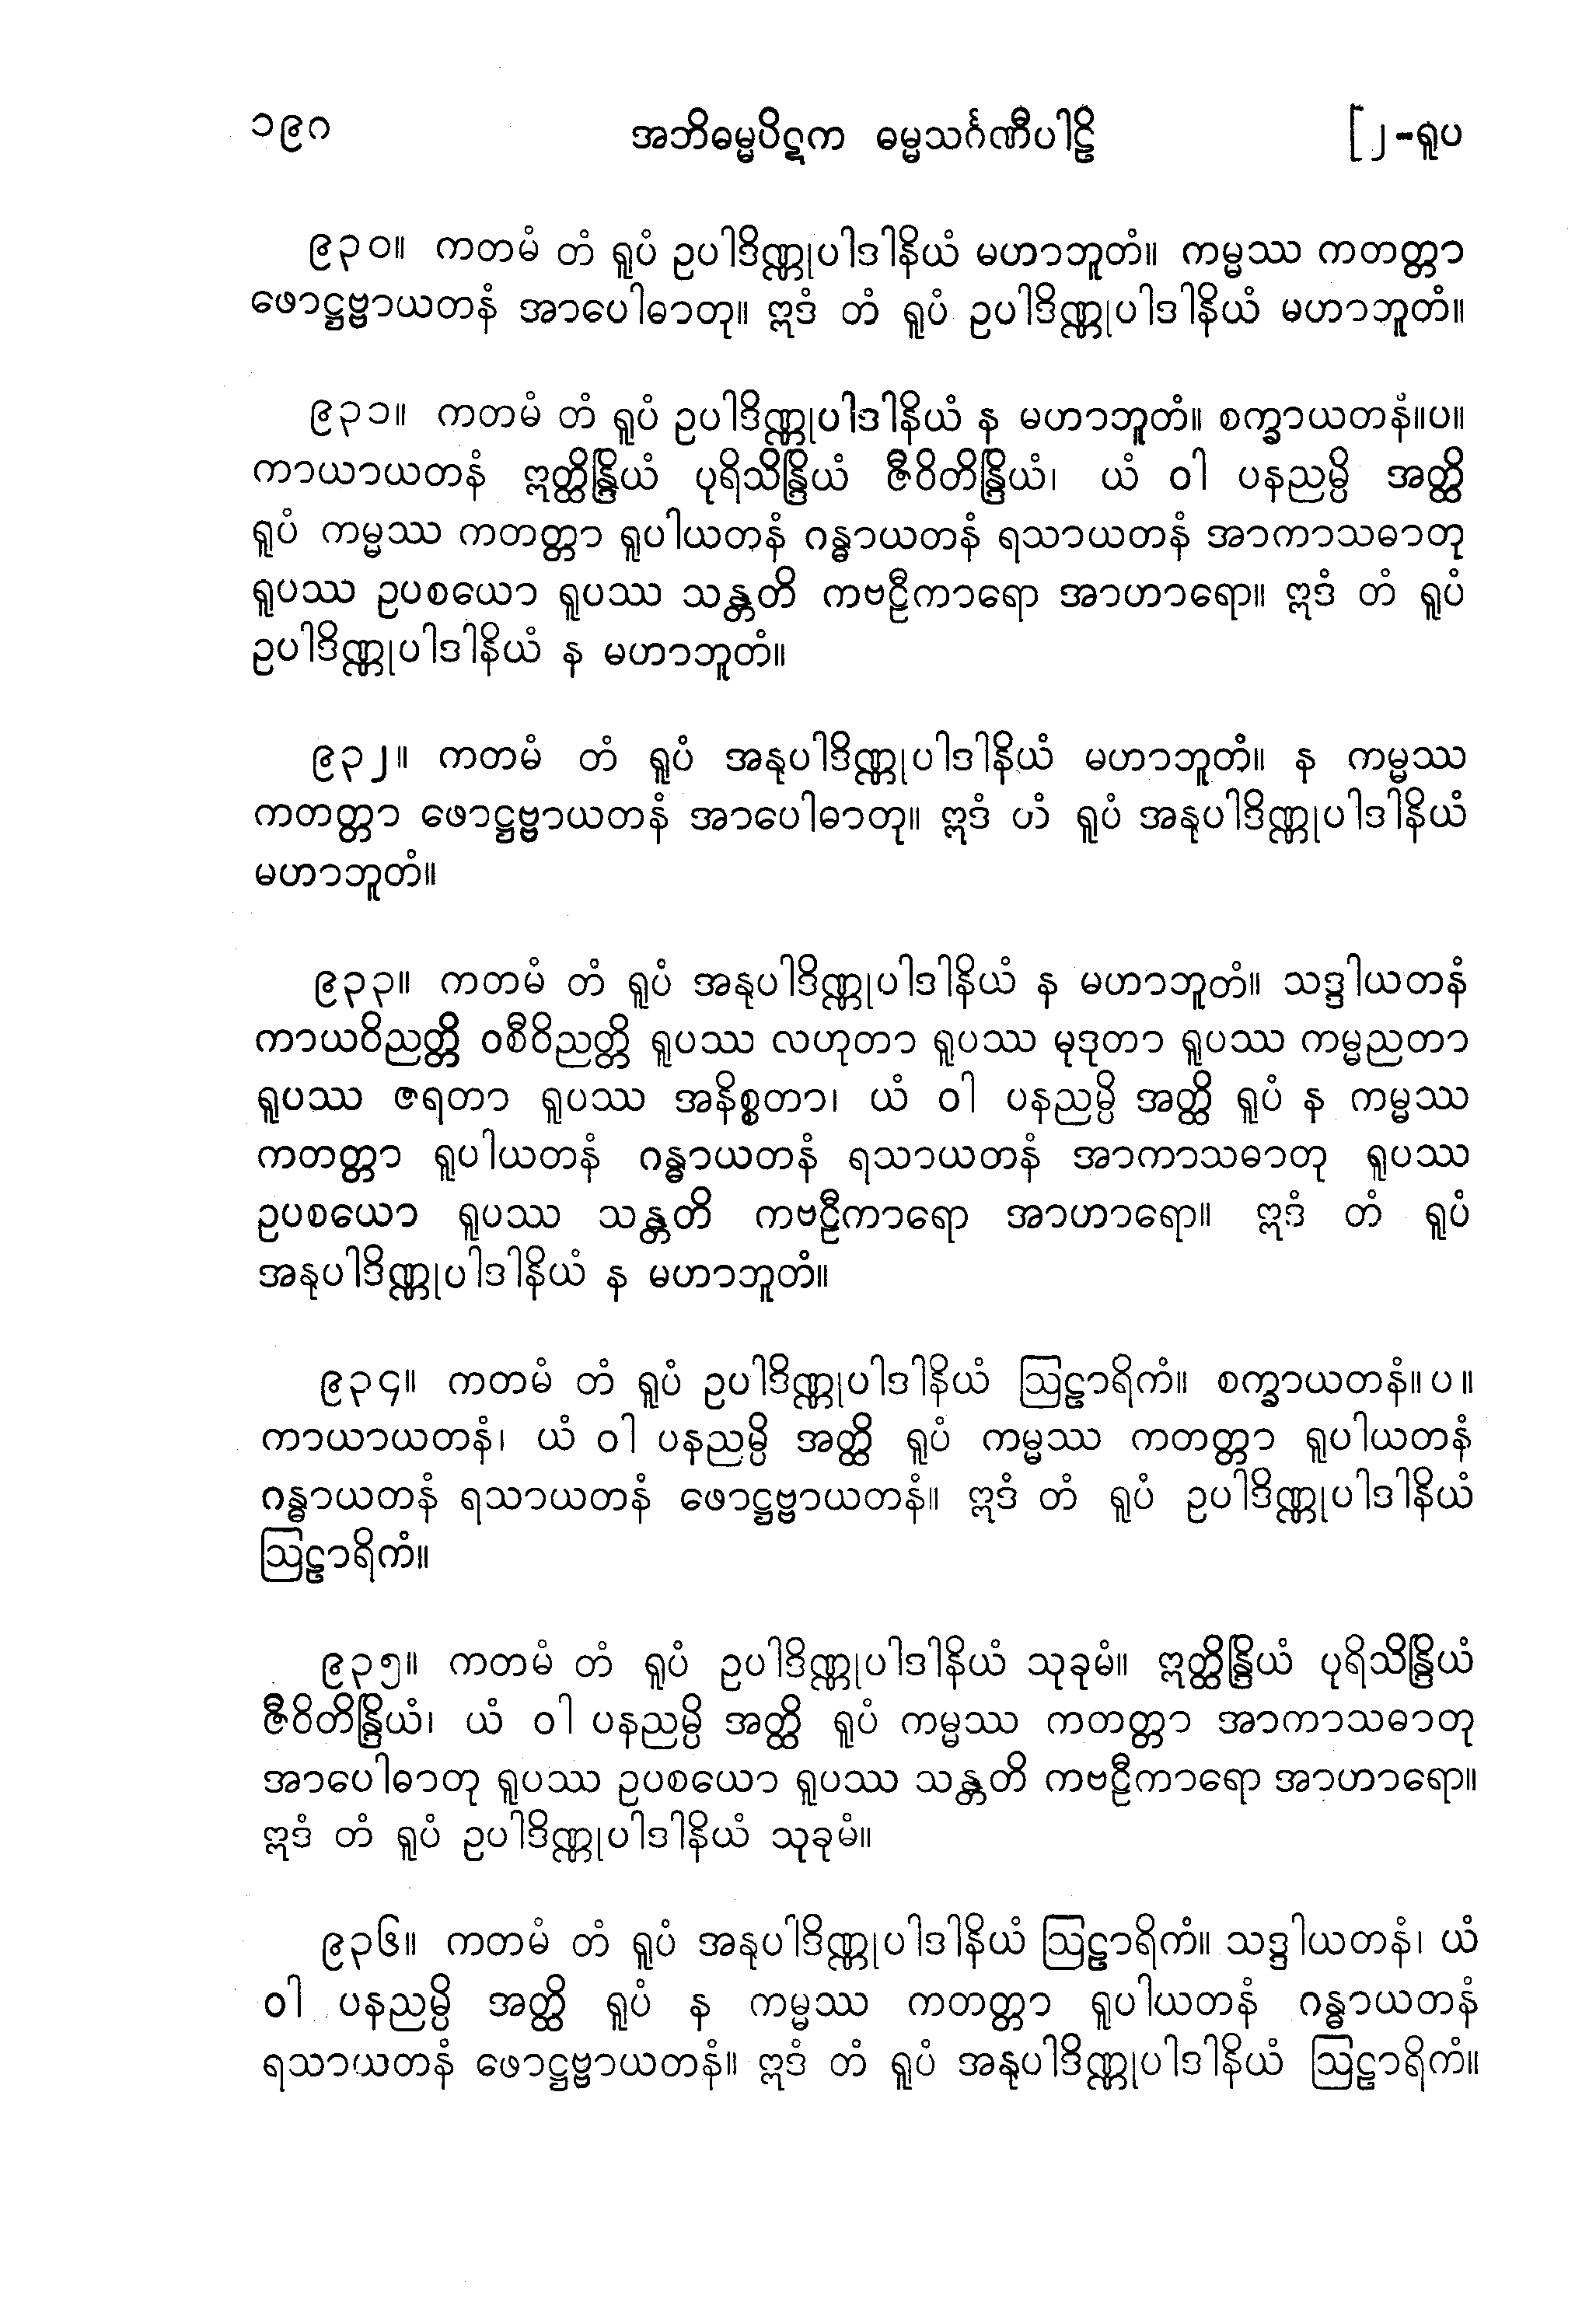 ၁၉၈ အဘိဓမ္မပိဋက ဓမ္မသင်္ဂဏီပါဠိ [၂-ရူပ
၉၃၀။ ကတမံ တံ ရူပံ ဥပါဒိဏ္ဏုပါဒါနိယံ မဟာဘူတံ။ ကမ္မဿ ကတတ္တာ
ဖောဋ္ဌဗ္ဗာယတနံ အာပေါဓာတု။ ဣဒံ တံ ရူပံ ဥပါဒိဏ္ဏုပါဒါနိယံ မဟာဘူတံ။
၉၃၁။ ကတမံ တံ ရူပံ ဥပါဒိဏ္ဏုပါဒါနိယံ န မဟာဘူတံ။ စက္ခာယတနံ။ပ။
ကာယာယတနံ ဣတ္ထိန္ဒြိယံ ပုရိသိန္ဒြိယံ ဇီဝိတိန္ဒြိယံ၊ ယံ ဝါ ပနညမ္ပိ အတ္ထိ
ရူပံ ကမ္မဿ ကတတ္တာ ရူပါယတနံ ဂန္ဓာယတနံ ရသာယတနံ အာကာသဓာတု
ရူပဿ ဥပစယော ရူပဿ သန္တတိ ကဗဠီကာရော အာဟာရော။ ဣဒံ တံ ရူပံ
ဥပါဒိဏ္ဏုပါဒါနိယံ န မဟာဘူတံ။
၉၃၂။ ကတမံ တံ ရူပံ အနုပါဒိဏ္ဏုပါဒါနိယံ မဟာဘူတံ။ န ကမ္မဿ
ကတတ္တာ ဖောဋ္ဌဗ္ဗာယတနံ အာပေါဓာတု။ ဣဒံ တံ ရူပံ အနုပါဒိဏ္ဏုပါဒါနိယံ
မဟာဘူတံ။
၉၃၃။ ကတမံ တံ ရူပံ အနုပါဒိဏ္ဏုပါဒါနိယံ န မဟာဘူတံ။ သဒ္ဒါယတနံ
ကာယဝိညတ္တိ ဝစီဝိညတ္တိ ရူပဿ လဟုတာ ရူပဿ မုဒုတာ ရူပဿ ကမ္မညတာ
ရူပဿ ဇရတာ ရူပဿ အနိစ္စတာ၊ ယံ ဝါ ပနညမ္ပိ အတ္ထိ ရူပံ န ကမ္မဿ
ကတတ္တာ ရူပါယတနံ ဂန္ဓာယတနံ ရသာယတနံ အာကာသဓာတု ရူပဿ
ဥပစယော ရူပဿ သန္တတိ ကဗဠီကာရော အာဟာရော။ ဣဒံ တံ ရူပံ
အနုပါဒိဏ္ဏုပါဒါနိယံ န မဟာဘူတံ။
၉၃၄။ ကတမံ တံ ရူပံ ဥပါဒိဏ္ဏုပါဒါနိယံ ဩဠာရိကံ။ စက္ခာယတနံ။ပ။
ကာယာယတနံ၊ ယံ ဝါ ပနညမ္ပိ အတ္ထိ ရူပံ ကမ္မဿ ကတတ္တာ ရူပါယတနံ
ဂန္ဓာယတနံ ရသာယတနံ ဖောဋ္ဌဗ္ဗာယတနံ။ ဣဒံ တံ ရူပံ ဥပါဒိဏ္ဏုပါဒါနိယံ
ဩဠာရိကံ။
၉၃၅။ ကတမံ တံ ရူပံ ဥပါဒိဏ္ဏုပါဒါနိယံ သုခုမံ။ ဣတ္ထိန္ဒြိယံ ပုရိသိန္ဒြိယံ
ဇီဝိတိန္ဒြိယံ၊ ယံ ဝါ ပနညမ္ပိ အတ္ထိ ရူပံ ကမ္မဿ ကတတ္တာ အာကာသဓာတု
အာပေါဓာတု ရူပဿ ဥပစယော ရူပဿ သန္တတိ ကဗဠီကာရော အာဟာရော။
ဣဒံ တံ ရူပံ ဥပါဒိဏ္ဏုပါဒါနိယံ သုခုမံ။
၉၃၆။ ကတမံ တံ ရူပံ အနုပါဒိဏ္ဏုပါဒါနိယံ ဩဠာရိကံ။ သဒ္ဒါယတနံ၊ ယံ
ဝါ ပနညမ္ပိ အတ္ထိ ရူပံ န ကမ္မဿ ကတတ္တာ ရူပါယတနံ ဂန္ဓာယတနံ
ရသာယတနံ ဖောဋ္ဌဗ္ဗာယတနံ။ ဣဒံ တံ ရူပံ အနုပါဒိဏ္ဏုပါဒါနိယံ ဩဠာရိကံ။